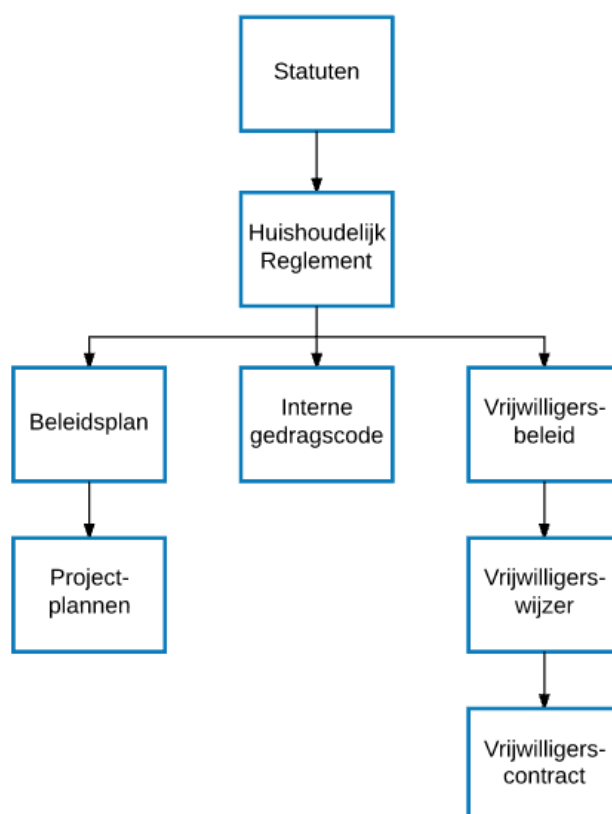 Statuten
Huishoudelijk
Reglement
Beleidsplan
Interne
gedragscode
Vrijwilligers-
beleid
Project-
plannen
Vrijwilligers-
wijzer
Vrijwilligers-
contract